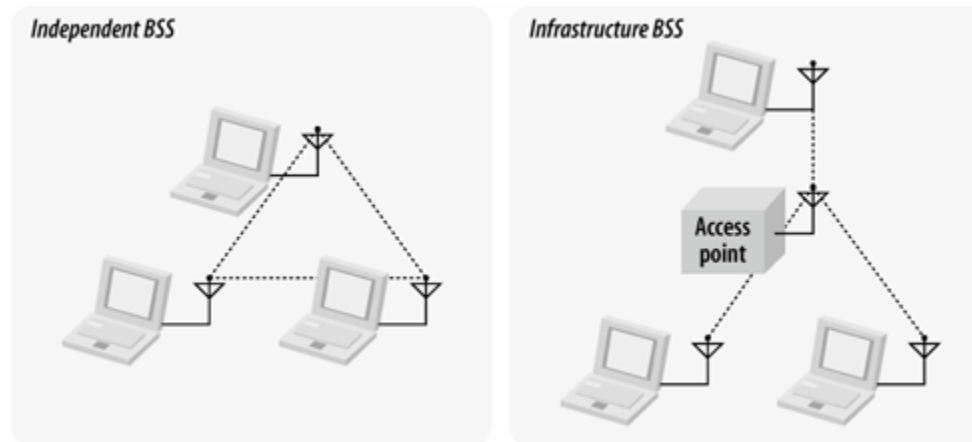 Independent BSS
Infrastructure BSS
Access
point